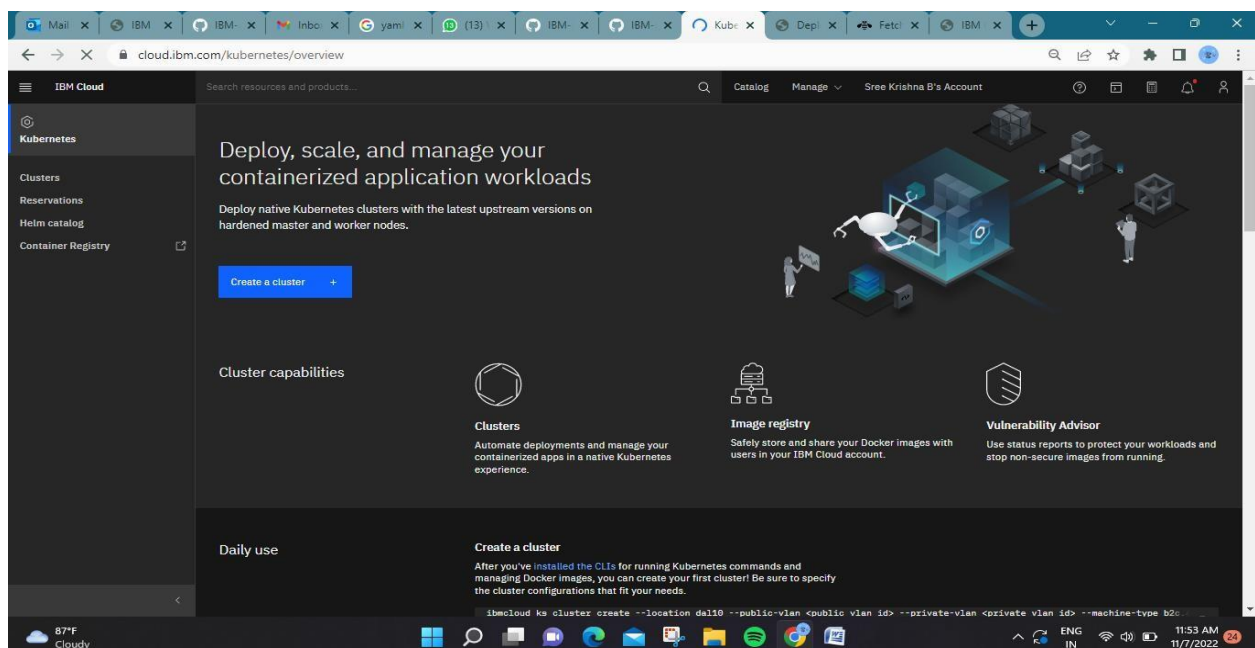 Mail
IBM
IBM-
Inbo
yaml
(13)
IBM-
IBM-
Kube
Depl
Fetcl
IBM
cloud.ibm.com/kubernetes/overview
IBM Cloud
Search resources and products...
Catalog
Manage
Sree Krishna B's Account
Kubernetes
Clusters
Reservations
Helm catalog
Container Registry
Deploy, scale, and manage your
containerized application workloads
Deploy native Kubernetes clusters with the latest upstream versions on
hardened master and worker nodes.
Create a cluster +
Cluster capabilities
Clusters
Automate deployments and manage your
containerized apps in a native Kubernetes
experience.
Image registry
Safely store and share your Docker images with
users in your IBM Cloud account.
Vulnerability Advisor
Use status reports to protect your workloads and
stop non-secure images from running.
Daily use
Create a cluster
After you've installed the CLIs for running Kubernetes commands and
managing Docker images, you can create your first cluster! Be sure to specify
the cluster configurations that fit your needs.
ibmcloud ks cluster create --location dal10 --public-vlan <public vlan id> --private-vlan <private vlan id> --machine-type b2c.
87°F
Cloudy
ENG
IN
11:53 AM
11/7/2022
24